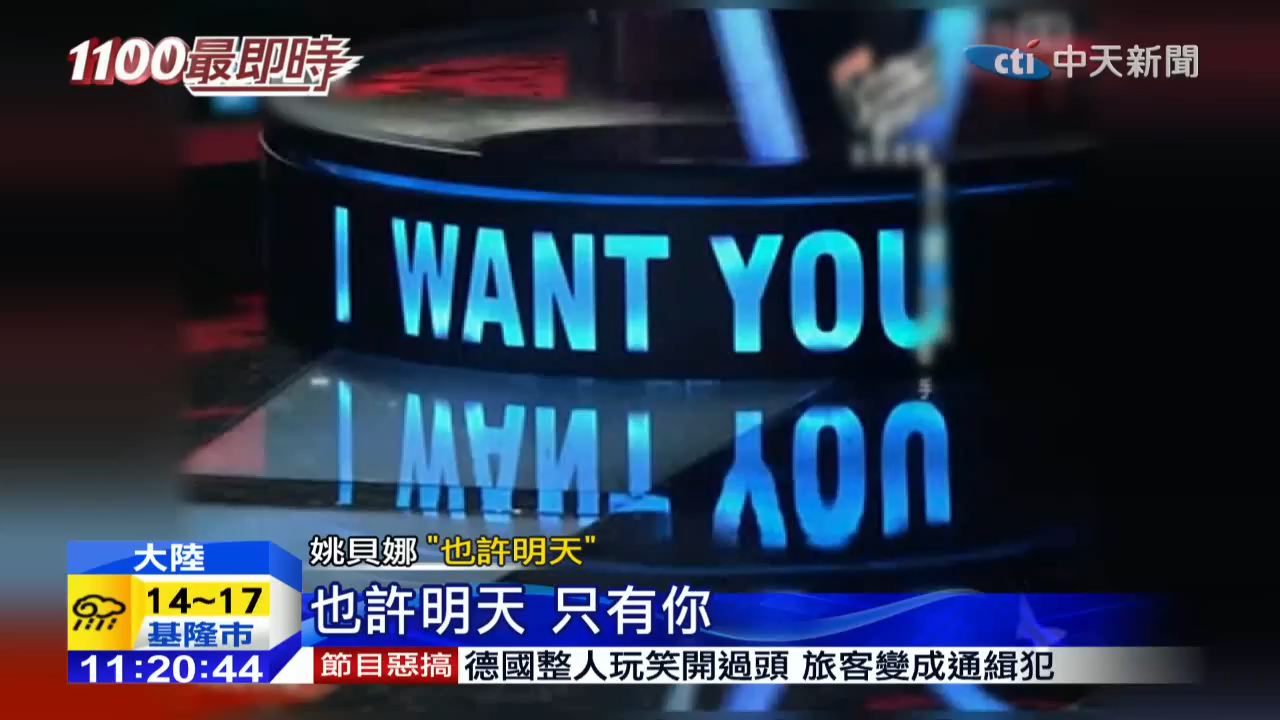 1100最即時
cti 中天新聞
I WANT YOU
大陸
姚貝娜 "也許明天"
14~17
也許明天 只有你
基隆市
11:20:44
節目惡搞 德國整人玩笑開過頭 旅客變成通緝犯